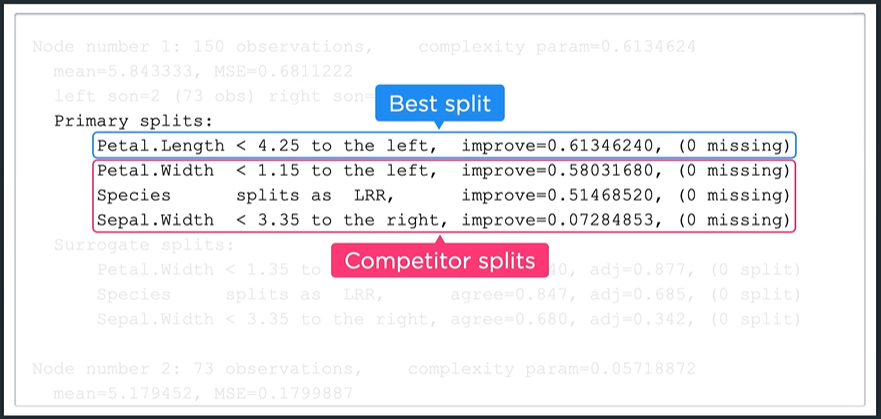 Node number 1: 150 observations,    complexity param=0.6134624
  mean=5.843333, MSE=0.6811222
  left son=2 (73 obs) right son=
Best split
  Primary splits:
      Petal.Length < 4.25 to the left,  improve=0.61346240, (0 missing)
      Petal.Width  < 1.15 to the left,  improve=0.58031680, (0 missing)
      Species      splits as  LRR,      improve=0.51468520, (0 missing)
      Sepal.Width  < 3.35 to the right, improve=0.07284853, (0 missing)
  Surrogate splits:
Competitor splits
      Petal.Width < 1.35 to 40, adj=0.877, (0 split)
      Species     splits as  LRR,      agree=0.847, adj=0.685, (0 split)
      Sepal.Width < 3.35 to the right, agree=0.680, adj=0.342, (0 split)
Node number 2: 73 observations,    complexity param=0.05718872
  mean=5.179452, MSE=0.1799887